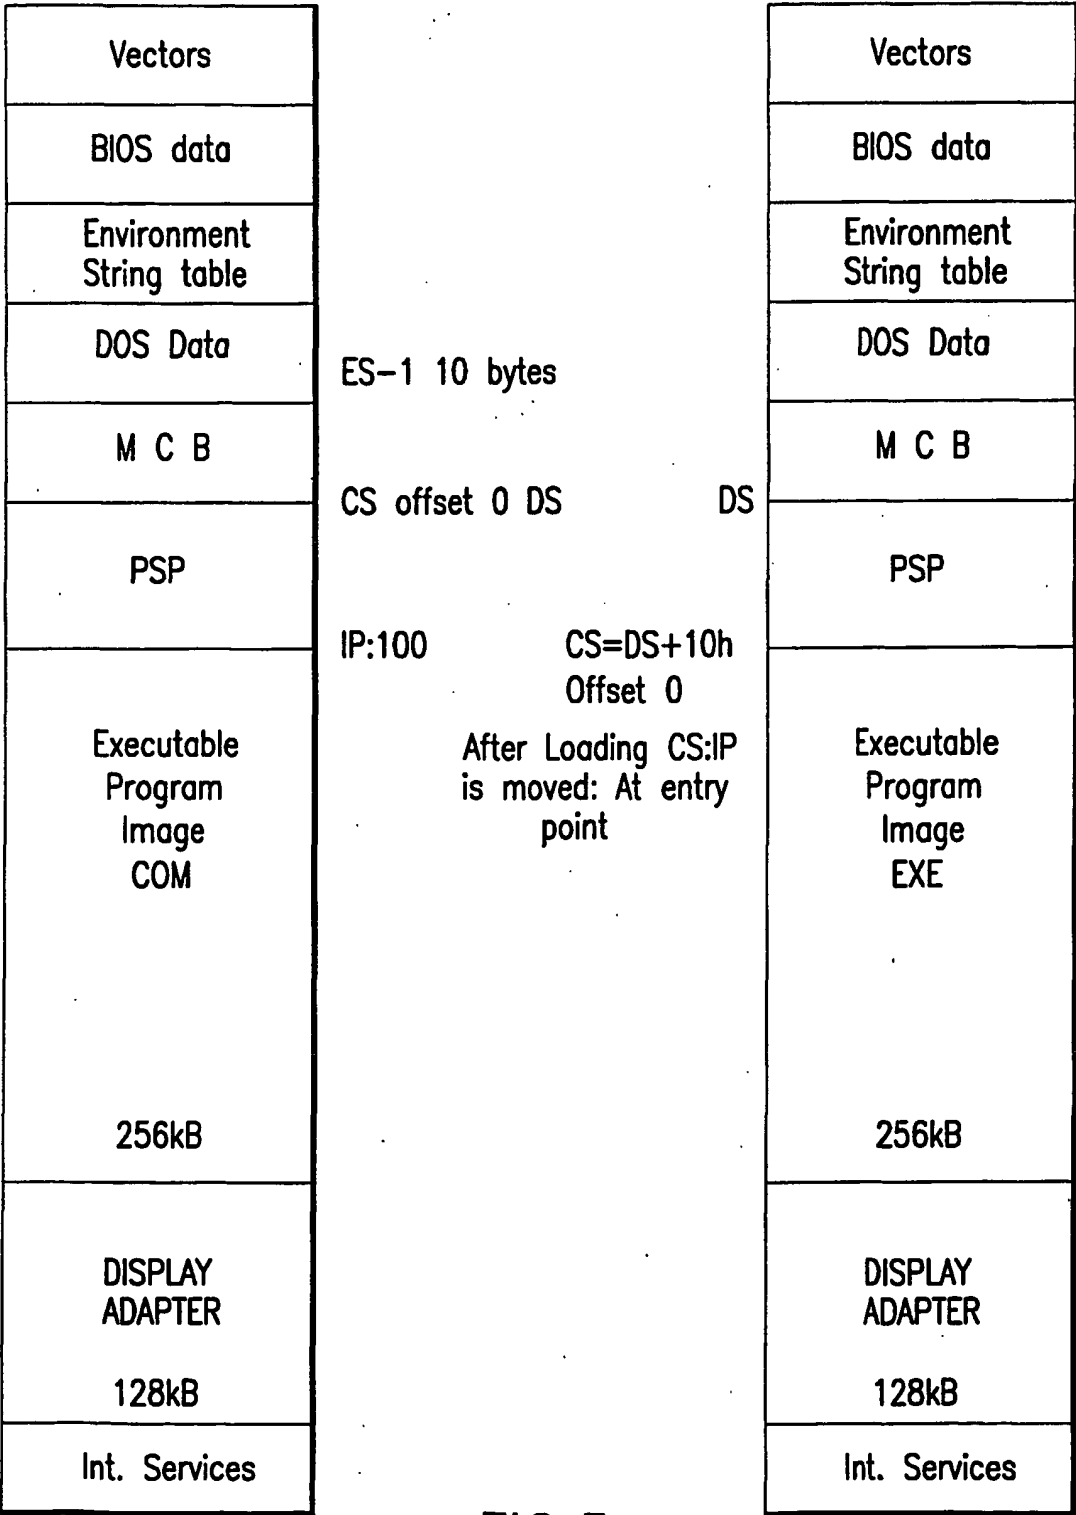 Vectors
BIOS data
Environment
String table
DOS Data
M C B
PSP
Executable
Program
Image
COM
256kB
DISPLAY
ADAPTER
128kB
Int. Services
ES-1 10 bytes
CS offset 0 DS
DS
IP:100
CS=DS+10h
Offset 0
After Loading CS:IP
is moved: At entry
point
Vectors
BIOS data
Environment
String table
DOS Data
M C B
PSP
Executable
Program
Image
EXE
256kB
DISPLAY
ADAPTER
128kB
Int. Services